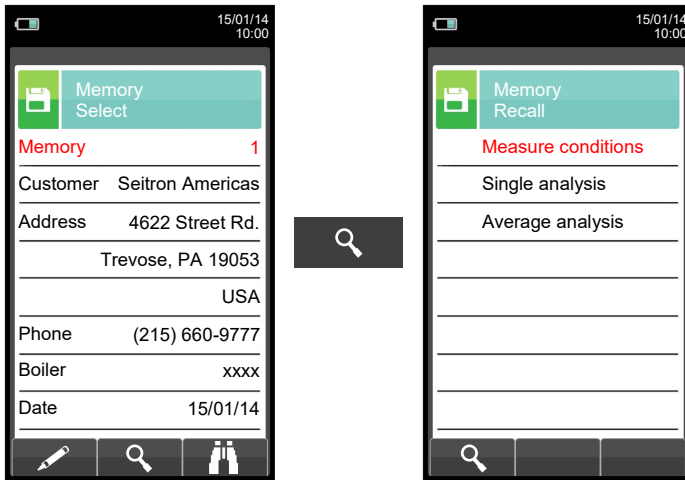 15/01/14
10:00
Memory
Select
Memory 1
Customer Seitron Americas
Address 4622 Street Rd.
Trevose, PA 19053
USA
Phone (215) 660-9777
Boiler xxxx
Date 15/01/14
15/01/14
10:00
Memory
Recall
Measure conditions
Single analysis
Average analysis